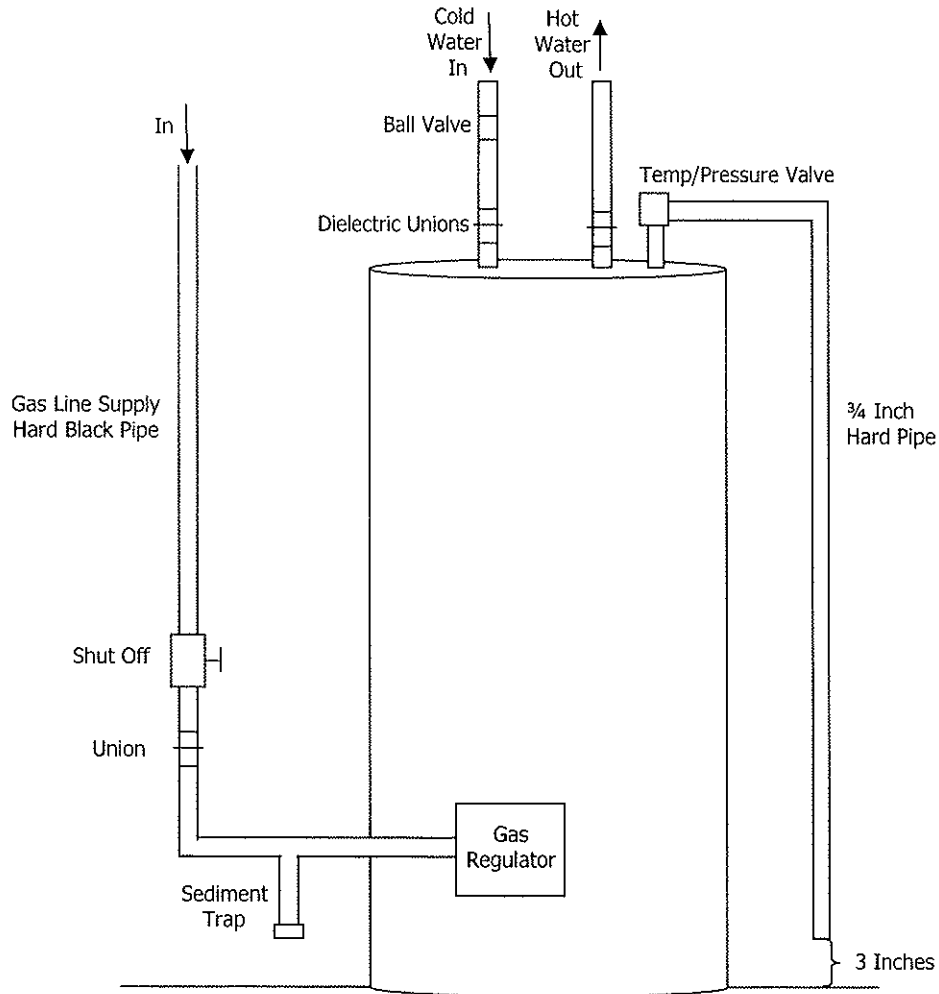 Cold
Water
In
Hot
Water
Out
In
Ball Valve
Temp/Pressure Valve
Dielectric Unions
Gas Line Supply
Hard Black Pipe
¾ Inch
Hard Pipe
Shut Off
Union
Gas
Regulator
Sediment
Trap
3 Inches